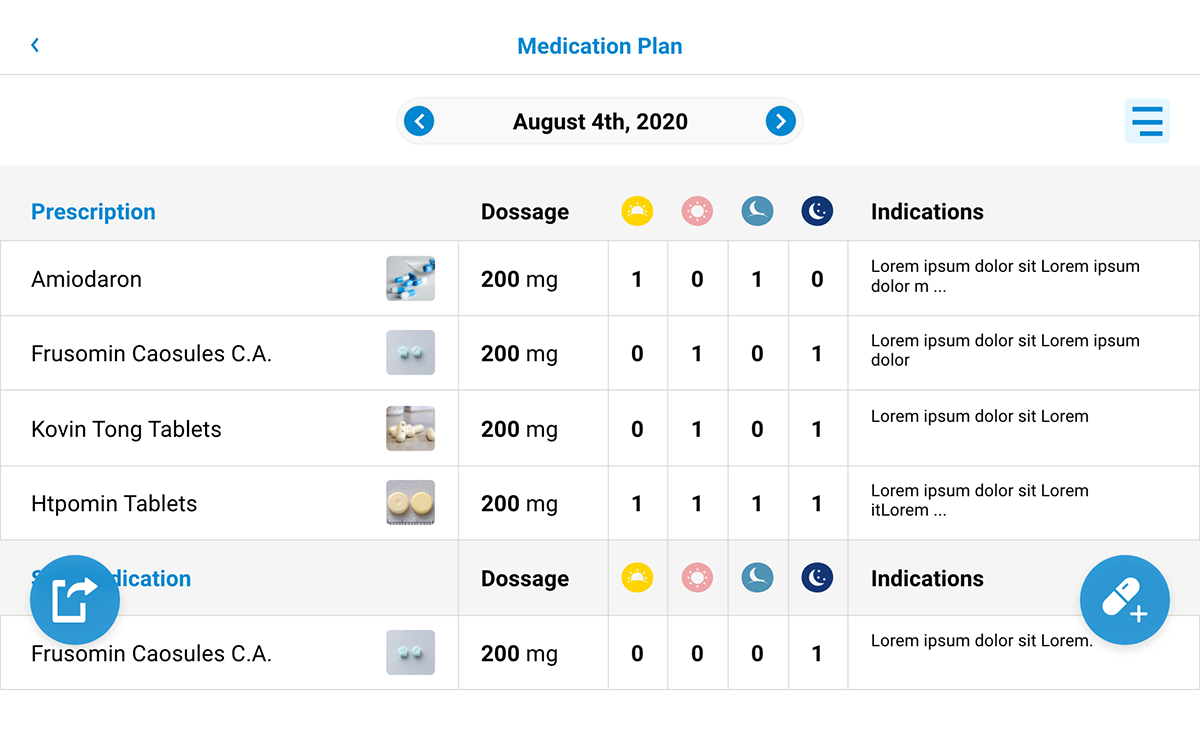 Medication Plan
August 4th, 2020
Prescription Dossage Indications
Amiodaron 200 mg 1 0 1 0 Lorem ipsum dolor sit Lorem ipsum
dolor m ...
Frusomin Caosules C.A. 200 mg 0 1 0 1 Lorem ipsum dolor sit Lorem ipsum
dolor
Kovin Tong Tablets 200 mg 0 1 0 1 Lorem ipsum dolor sit Lorem
Htpomin Tablets 200 mg 1 1 1 1 Lorem ipsum dolor sit Lorem
itLorem ...
Dossage Indications
Frusomin Caosules C.A. 200 mg 0 0 0 1 Lorem ipsum dolor sit Lorem.